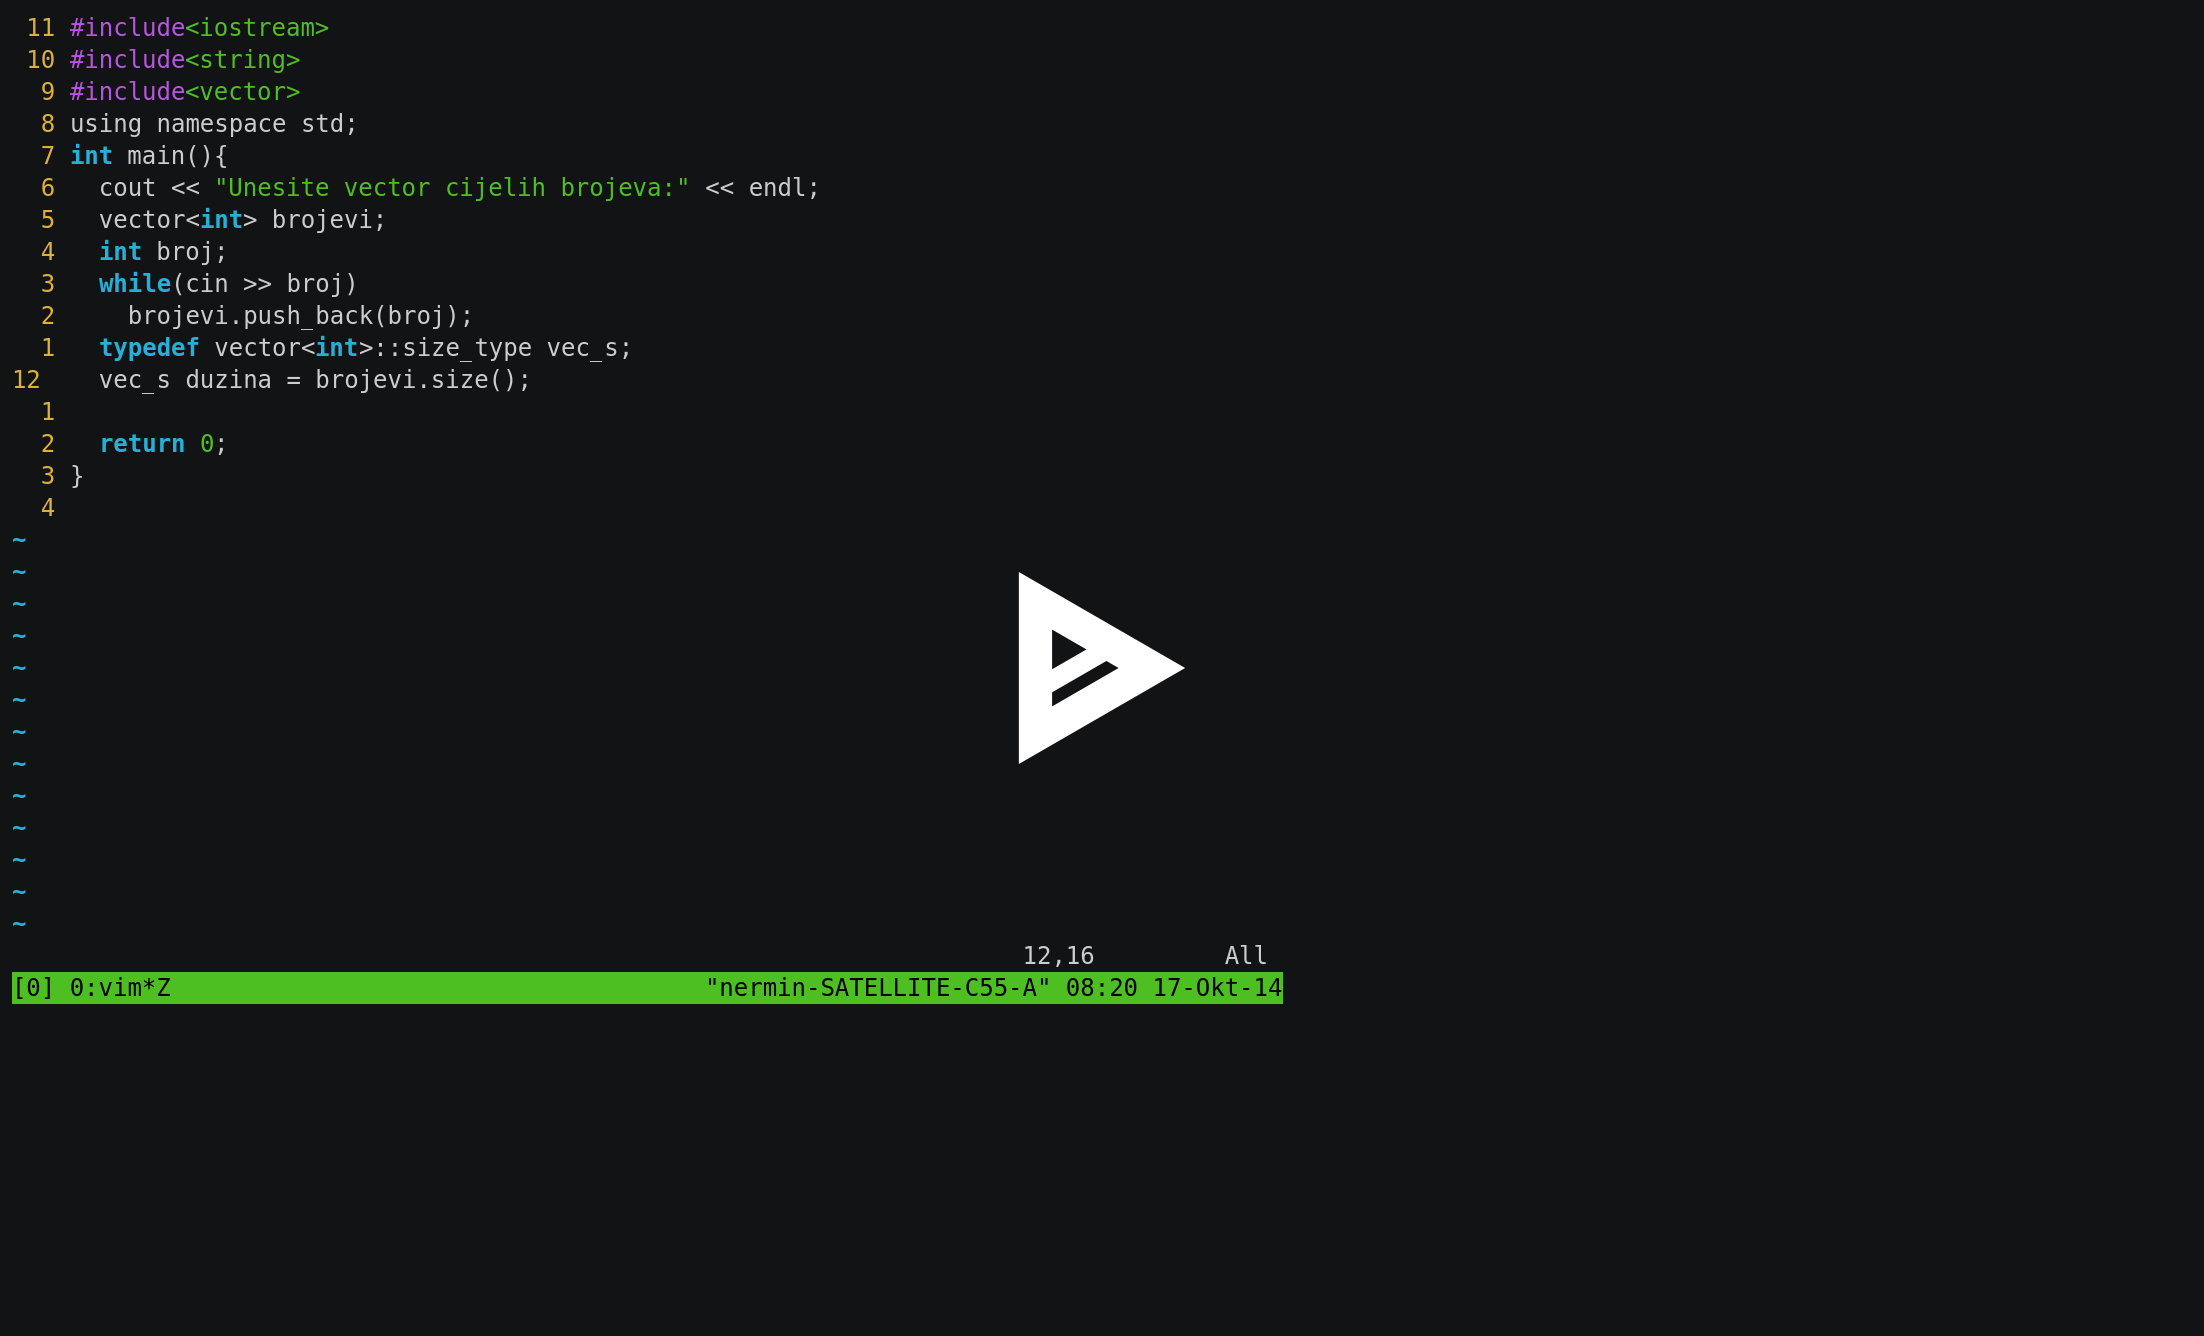 11 #include<iostream>
10 #include<string>
9 #include<vector>
8 using namespace std;
7 int main(){
6   cout << "Unesite vector cijelih brojeva:" << endl;
5   vector<int> brojevi;
4   int broj;
3   while(cin >> broj)
2     brojevi.push_back(broj);
1   typedef vector<int>::size_type vec_s;
12   vec_s duzina = brojevi.size();
1
2   return 0;
3 }
4
~
~
~
~
~
~
~
~
~
~
~
~
~
12,16 All
[0] 0:vim*Z "nermin-SATELLITE-C55-A" 08:20 17-Okt-14